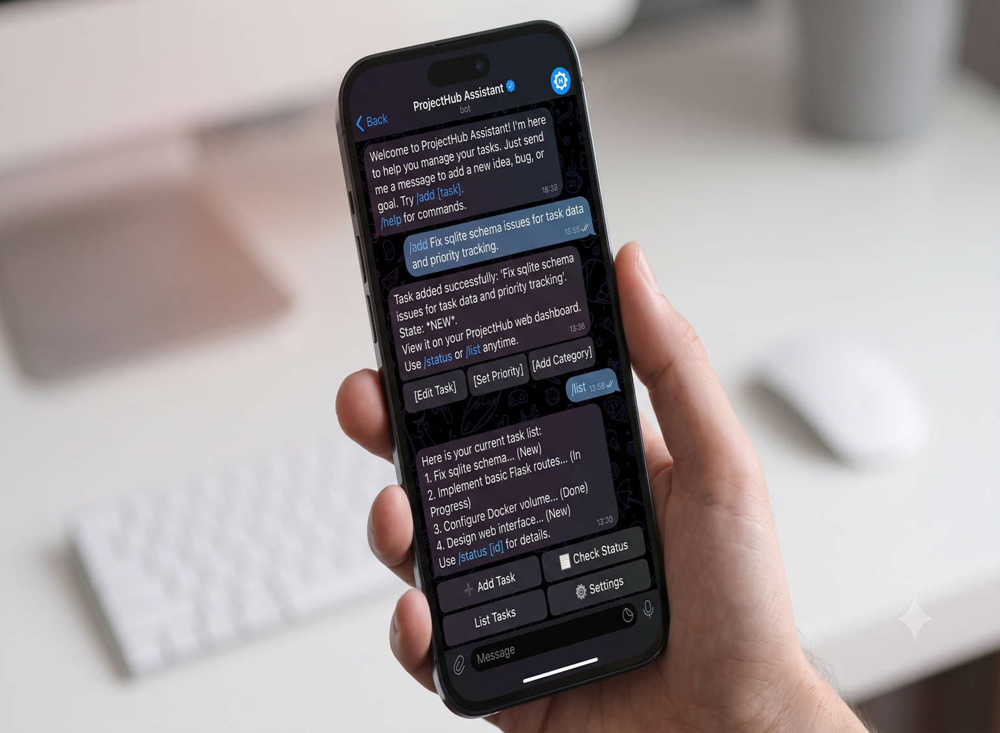 ProjectHub Assistant
bot
Back
Welcome to ProjectHub Assistant! I'm here
to help you manage your tasks. Just send
me a message to add a new idea, bug, or
goal. Try /add [task].
/help for commands.
18:33
/add Fix sqlite schema issues for task data
and priority tracking.
15:55
Task added successfully: 'Fix sqlite schema
issues for task data and priority tracking'.
State: *NEW*.
View it on your ProjectHub web dashboard.
Use /status or /list anytime.
13:36
[Edit Task] [Set Priority] [Add Category]
/list 13:58
Here is your current task list:
1. Fix sqlite schema... (New)
2. Implement basic Flask routes... (In
Progress)
3. Configure Docker volume... (Done)
4. Design web interface... (New)
Use /status [id] for details.
13:30
Add Task
Check Status
List Tasks
Settings
Message